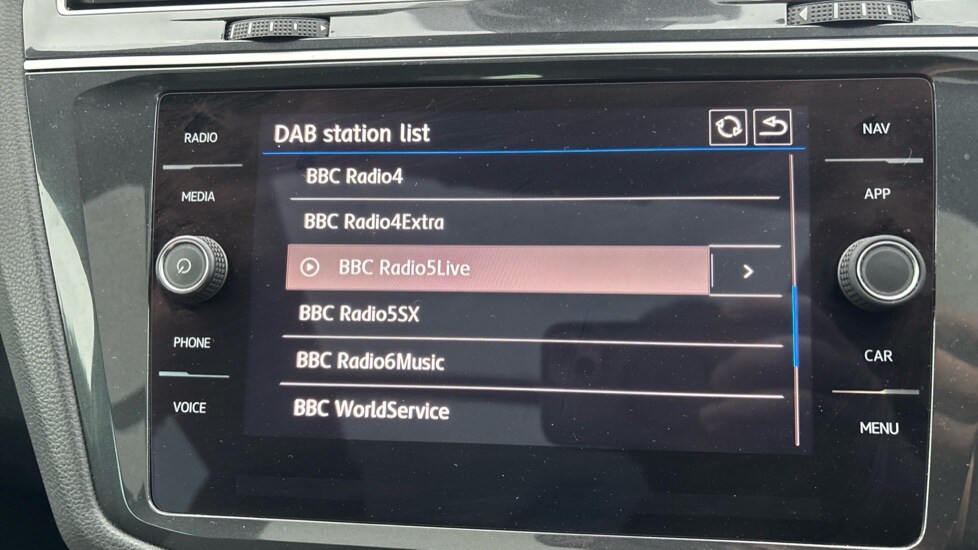 RADIO
MEDIA
PHONE
VOICE
DAB station list
BBC Radio4
BBC Radio4Extra
BBC Radio5Live
BBC Radio5SX
BBC Radio6Music
BBC WorldService
NAV
APP
CAR
MENU